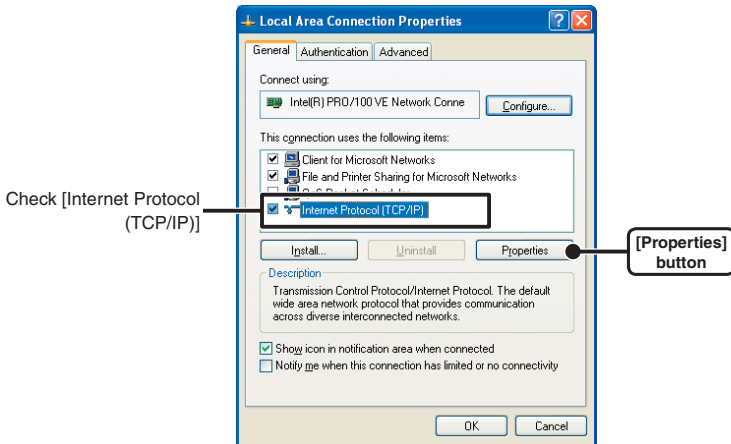 Local Area Connection Properties
General Authentication Advanced
Connect using:
Intel(R) PRO/100 VE Network Conne
Configure...
This connection uses the following items:
Client for Microsoft Networks
File and Printer Sharing for Microsoft Networks
Internet Protocol (TCP/IP)
Check [Internet Protocol
(TCP/IP)]
Install... Uninstall Properties
[Properties]
button
Description
Transmission Control Protocol/Internet Protocol. The default
wide area network protocol that provides communication
across diverse interconnected networks.
Show icon in notification area when connected
Notify me when this connection has limited or no connectivity
OK Cancel